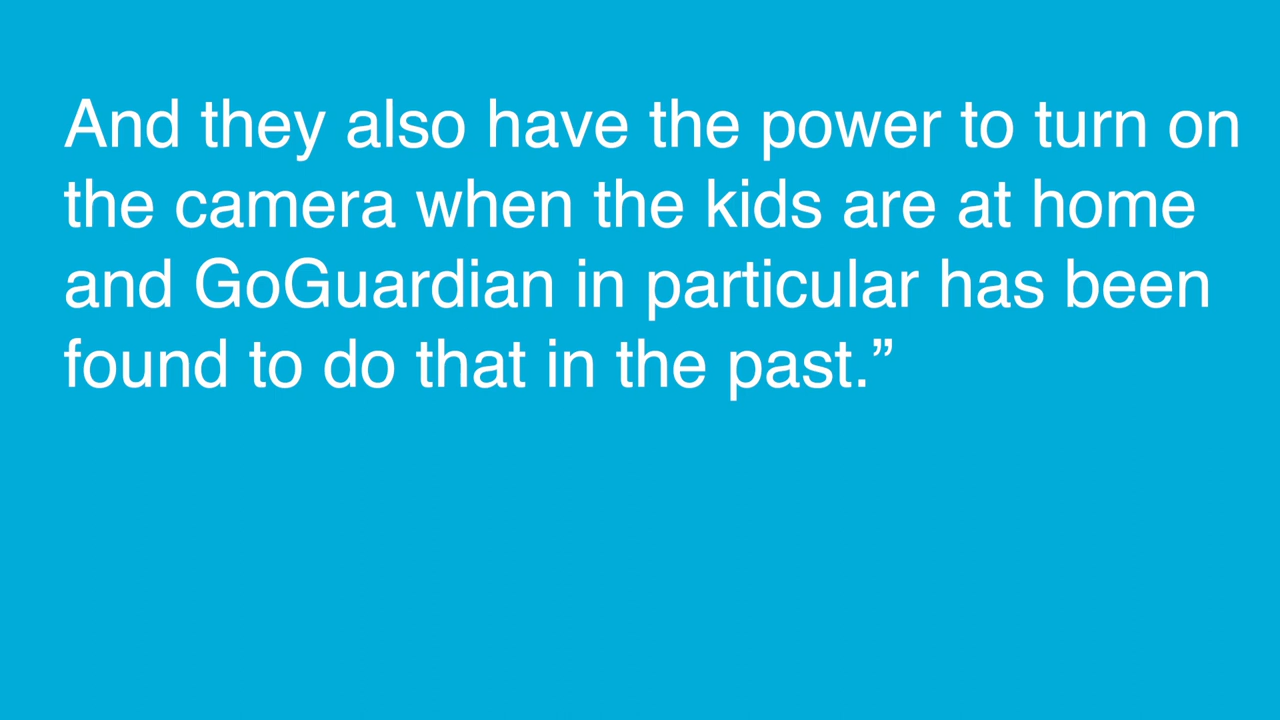 And they also have the power to turn on
the camera when the kids are at home
and GoGuardian in particular has been
found to do that in the past.”